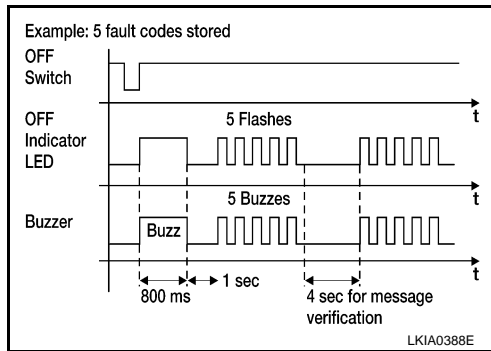 Example: 5 fault codes stored
OFF
Switch
t
OFF
Indicator
LED
5 Flashes
t
5 Buzzes
Buzzer
Buzz
t
1 sec
800 ms
4 sec for message
verification
LKIA0388E